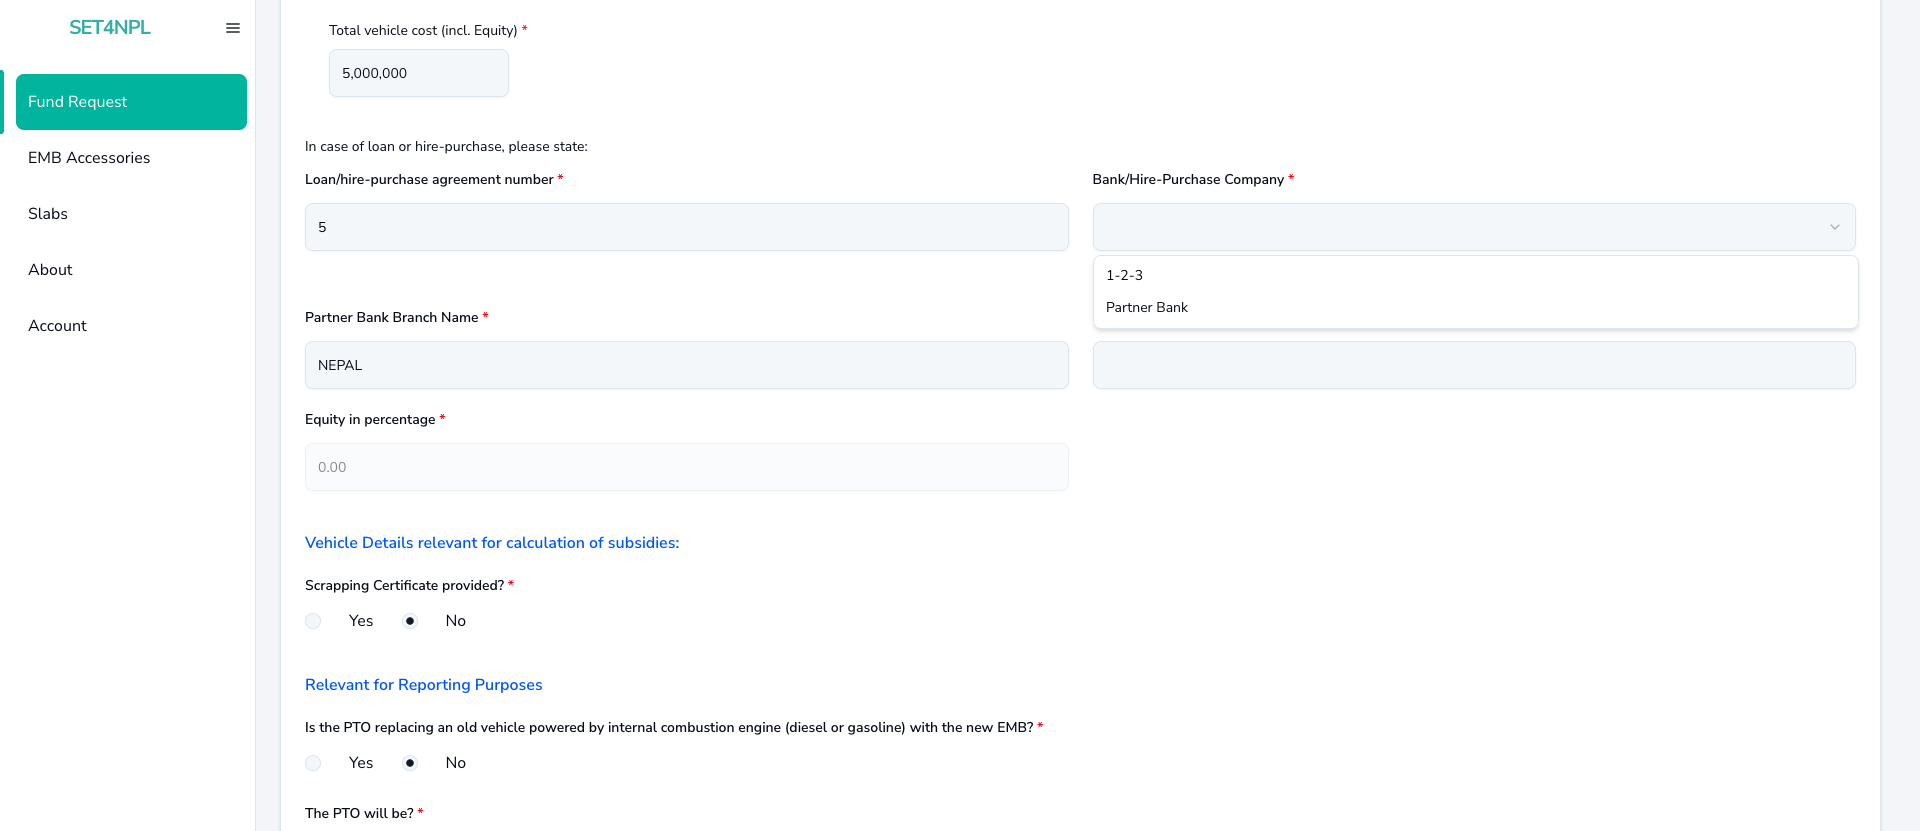 SET4NPL
Fund Request
EMB Accessories
Slabs
About
Account
Total vehicle cost (incl. Equity) *
5,000,000
In case of loan or hire-purchase, please state:
Loan/hire-purchase agreement number *
5
Bank/Hire-Purchase Company *
1-2-3
Partner Bank
Partner Bank Branch Name *
NEPAL
Equity in percentage *
0.00
Vehicle Details relevant for calculation of subsidies:
Scrapping Certificate provided? *
Yes No
Relevant for Reporting Purposes
Is the PTO replacing an old vehicle powered by internal combustion engine (diesel or gasoline) with the new EMB? *
Yes No
The PTO will be? *